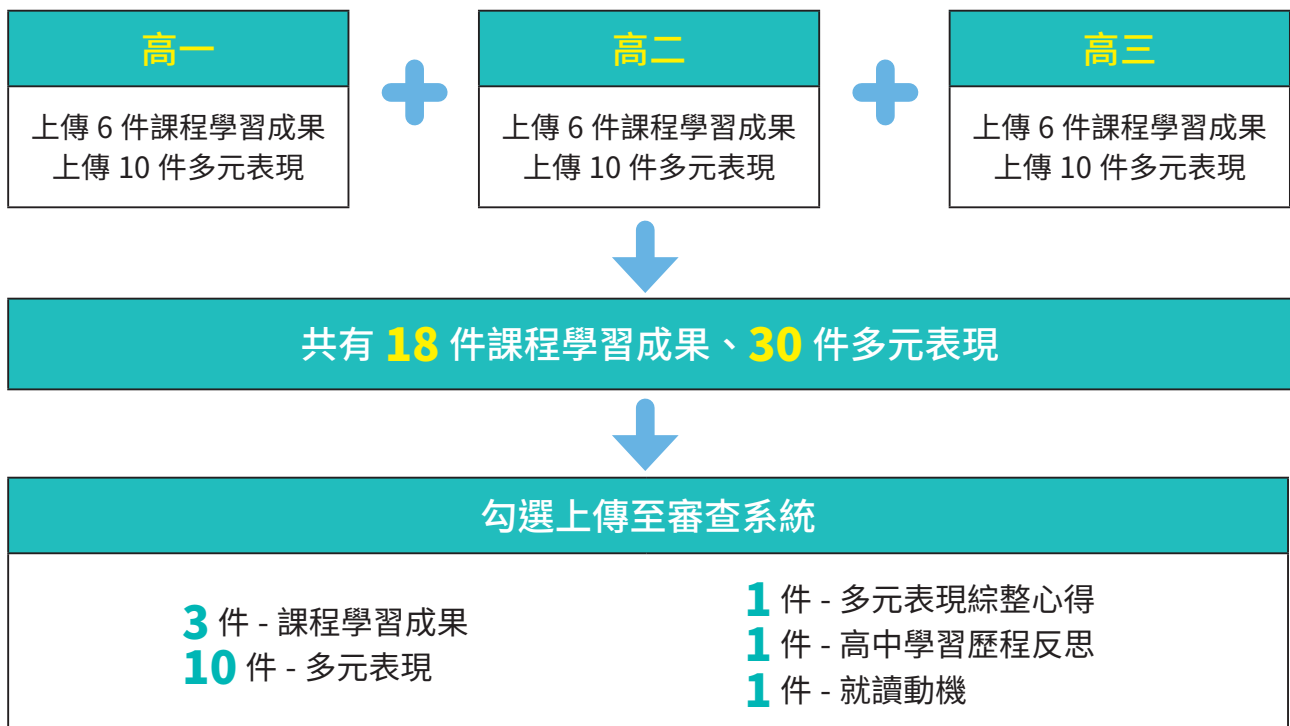 高一
上傳 6 件課程學習成果
上傳 10 件多元表現
高二
上傳 6 件課程學習成果
上傳 10 件多元表現
高三
上傳 6 件課程學習成果
上傳 10 件多元表現
共有 18 件課程學習成果、30 件多元表現
勾選上傳至審查系統
3 件 - 課程學習成果
10 件 - 多元表現
1 件 - 多元表現綜整心得
1 件 - 高中學習歷程反思
1 件 - 就讀動機